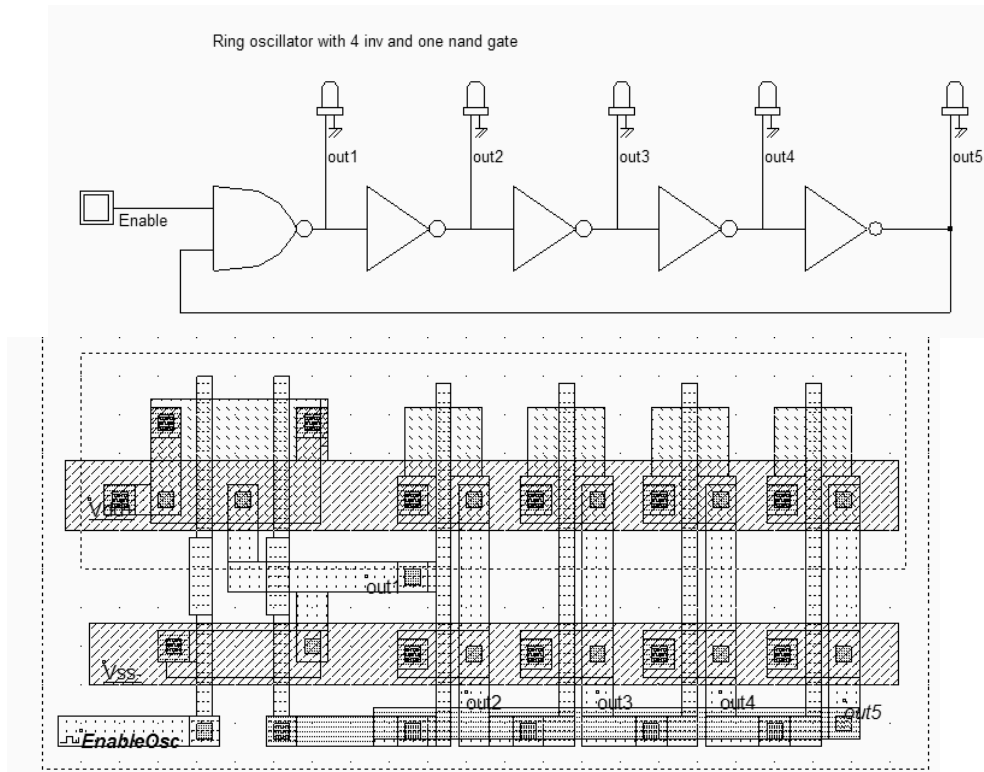 Ring oscillator with 4 inv and one nand gate
out1 out2 out3 out4 out5
Enable
out1
Vss-
out2 out3 out4 out5
EnableOsc